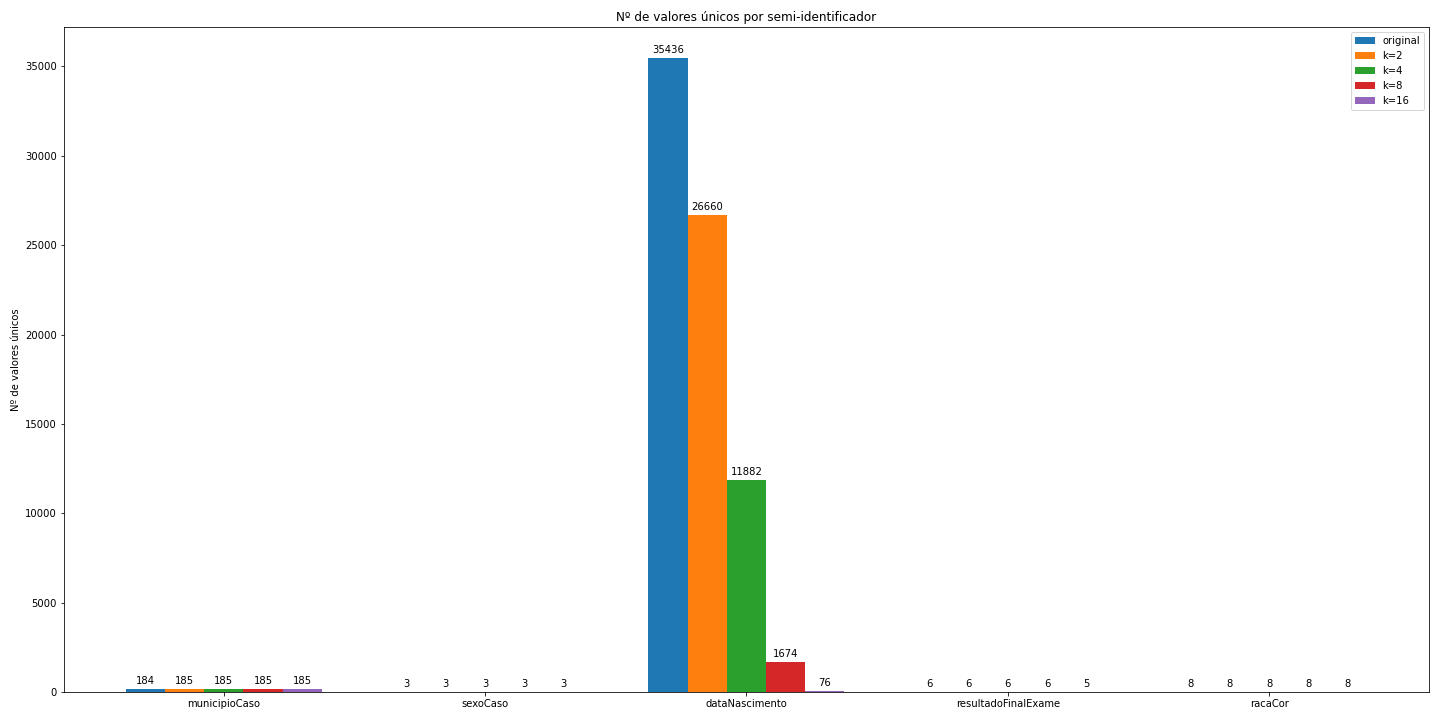 Nº de valores únicos por semi-identificador
original
k=2
k=4
k=8
k=16
Nº de valores únicos
35000
30000
25000
20000
15000
10000
5000
0
184 185 185 185 185
3 3 3 3 3
35436
26660
11882
1674
76
6 6 6 6 5
8 8 8 8 8
municipioCaso sexoCaso dataNascimento resultadoFinalExame racaCor